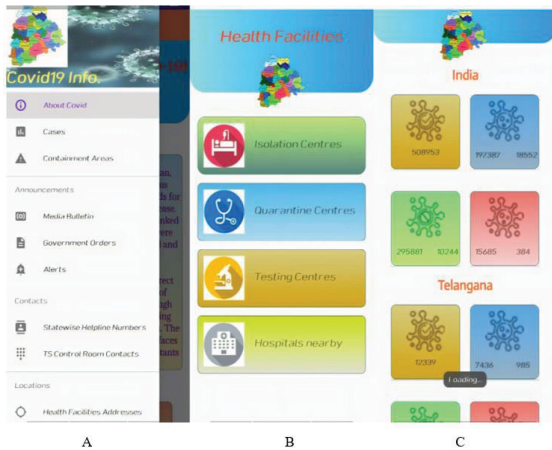 Covid19 Info.
About Covid
Cases
Containment Areas
Announcements
Media Bulletin
Government Orders
Alerts
Contacts
Statewise Helpline Numbers
TS Control Room Contacts
Locations
Health Facilities Addresses
A
Health Facilities
Isolation Centres
Quarantine Centres
Testing Centres
Hospitals nearby
B
India
508953
197387 18552
295881 10244
15685 384
Telangana
12339
7436 985
Loading...
C